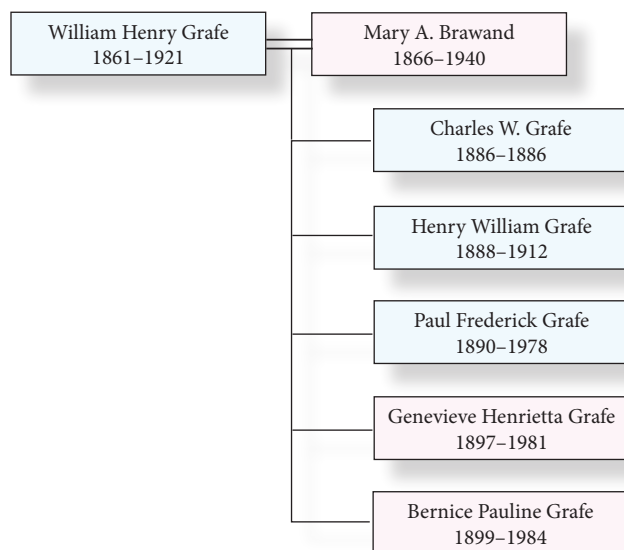 William Henry Grafe
1861–1921
Mary A. Brawand
1866–1940
Charles W. Grafe
1886–1886
Henry William Grafe
1888–1912
Paul Frederick Grafe
1890–1978
Genevieve Henrietta Grafe
1897–1981
Bernice Pauline Grafe
1899–1984